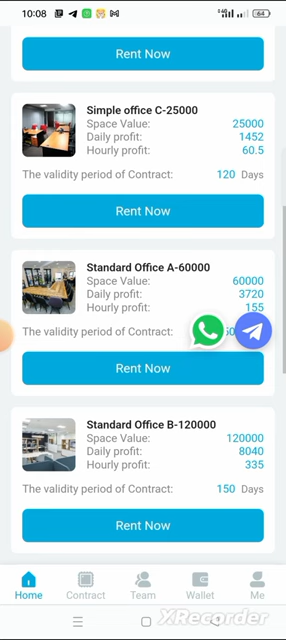 10:08
64
Rent Now
Simple office C-25000
Space Value: 25000
Daily profit: 1452
Hourly profit: 60.5
The validity period of Contract: 120 Days
Rent Now
Standard Office A-60000
Space Value: 60000
Daily profit: 3720
Hourly profit: 155
The validity period of Contract:
Rent Now
Standard Office B-120000
Space Value: 120000
Daily profit: 8040
Hourly profit: 335
The validity period of Contract: 150 Days
Rent Now
Home Contract Team Wallet Me
XRecorder